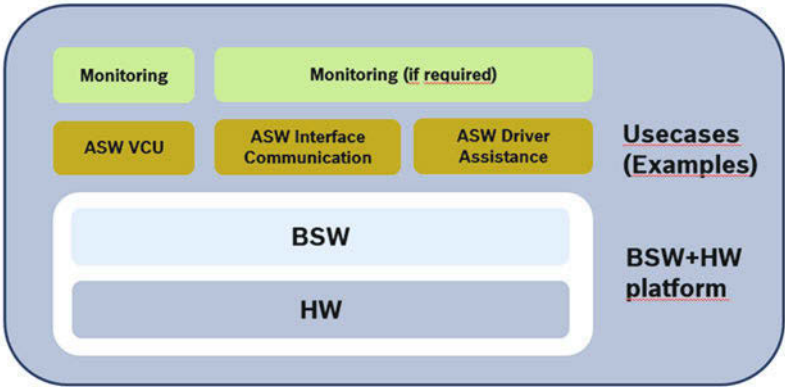 Monitoring
Monitoring (if required)
ASW VCU
ASW Interface
Communication
ASW Driver
Assistance
Usecases
(Examples)
BSW
HW
BSW+HW
platform